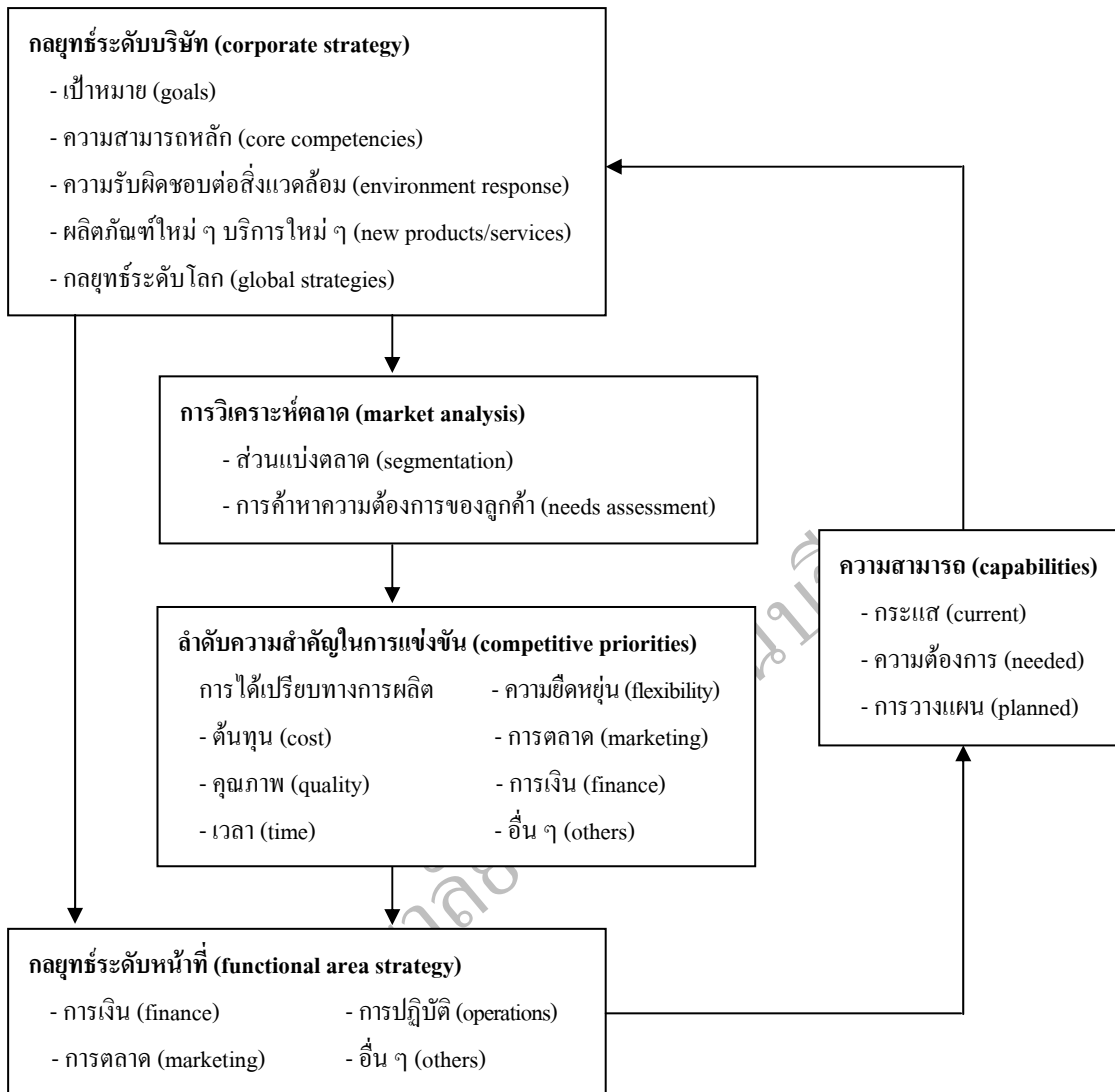 กลยุทธ์ระดับบริษัท (corporate strategy)
- เป้าหมาย (goals)
- ความสามารถหลัก (core competencies)
- ความรับผิดชอบต่อสิ่งแวดล้อม (environment response)
- ผลิตภัณฑ์ใหม่ ๆ บริการใหม่ ๆ (new products/services)
- กลยุทธ์ระดับโลก (global strategies)
การวิเคราะห์ตลาด (market analysis)
- ส่วนแบ่งตลาด (segmentation)
- การค้าหาความต้องการของลูกค้า (needs assessment)
ลำดับความสำคัญในการแข่งขัน (competitive priorities)
การได้เปรียบทางการผลิต - ความยืดหยุ่น (flexibility)
- ต้นทุน (cost) - การตลาด (marketing)
- คุณภาพ (quality) - การเงิน (finance)
- เวลา (time) - อื่น ๆ (others)
ความสามารถ (capabilities)
- กระแส (current)
- ความต้องการ (needed)
- การวางแผน (planned)
กลยุทธ์ระดับหน้าที่ (functional area strategy)
- การเงิน (finance) - การปฏิบัติ (operations)
- การตลาด (marketing) - อื่น ๆ (others)